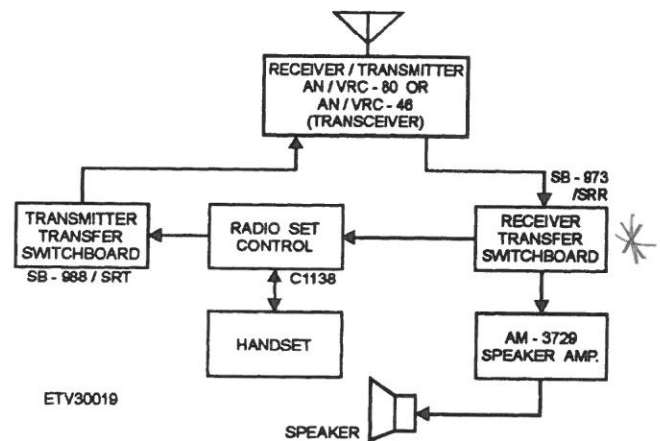 RECEIVER / TRANSMITTER
AN / VRC - 80 OR
AN / VRC - 46
(TRANSCEIVER)
SB - 973
/SRR
TRANSMITTER
TRANSFER
SWITCHBOARD
SB - 988 / SRT
RADIO SET
CONTROL
C1138
RECEIVER
TRANSFER
SWITCHBOARD
HANDSET
AM - 3729
SPEAKER AMP.
ETV30019
SPEAKER